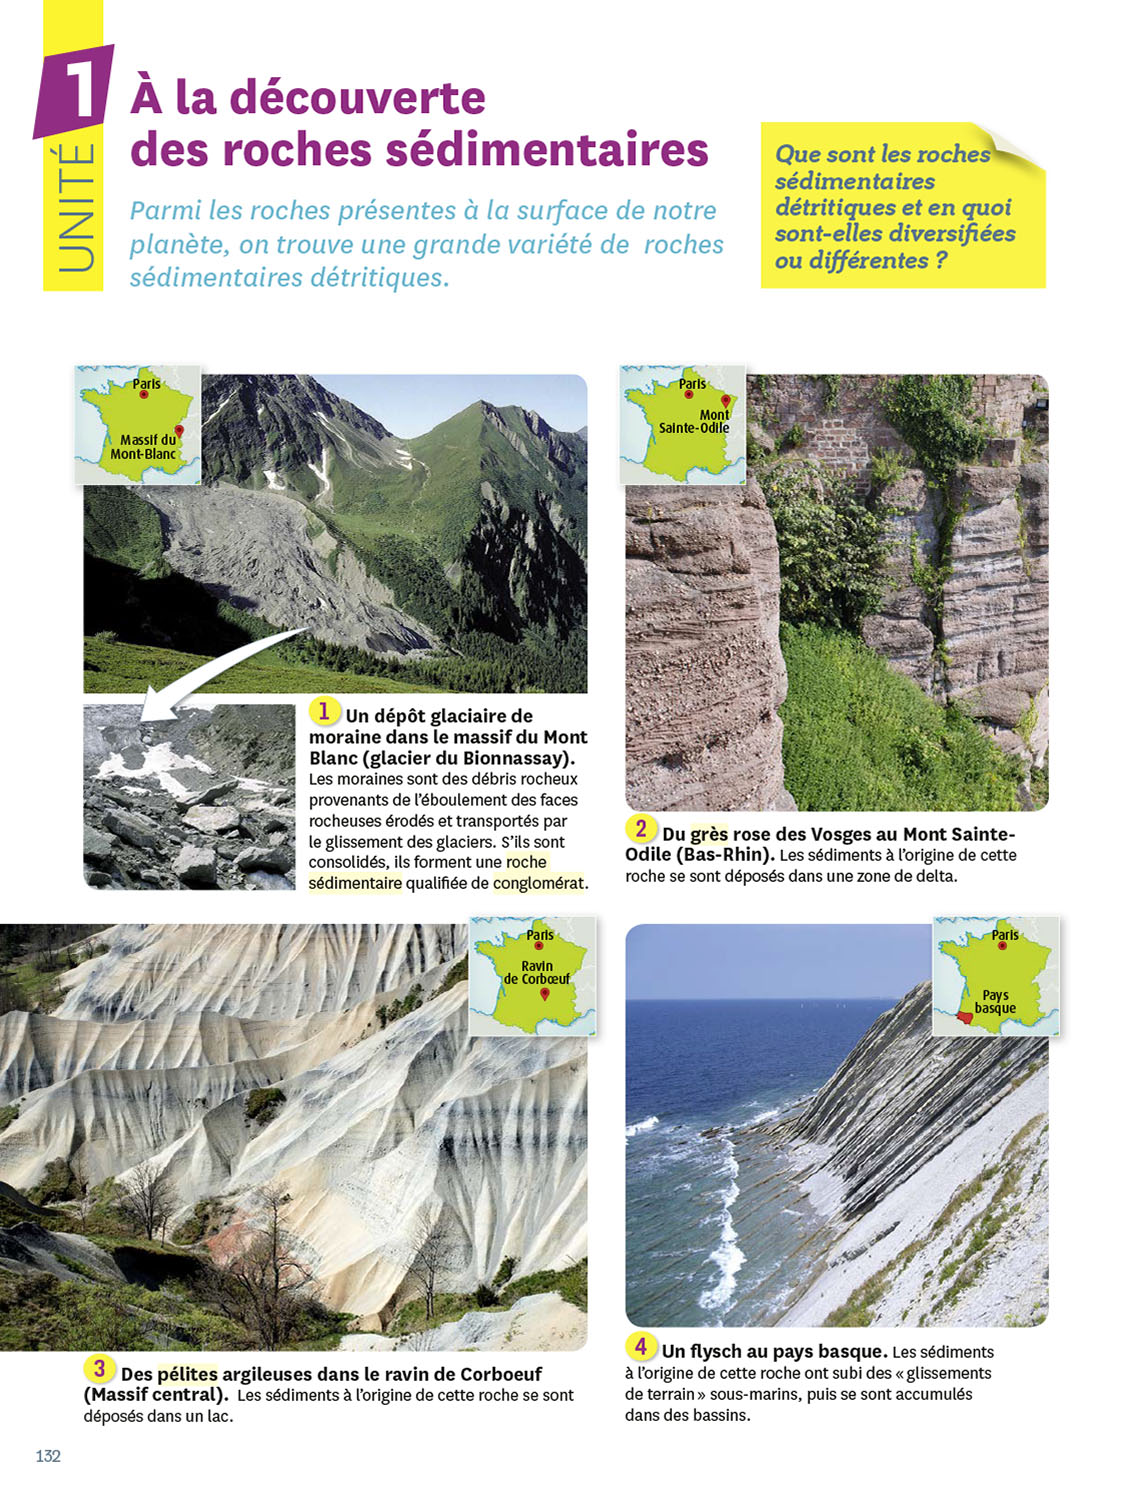 UNITÉ
1
À la découverte
des roches sédimentaires
Parmi les roches présentes à la surface de notre
planète, on trouve une grande variété de roches
sédimentaires détritiques.
Que sont les roches
sédimentaires
détritiques et en quoi
sont-elles diversifiées
ou différentes ?
Paris
Massif du
Mont-Blanc
1 Un dépôt glaciaire de
moraine dans le massif du Mont
Blanc (glacier du Bionnassay).
Les moraines sont des débris rocheux
provenants de l'éboulement des faces
rocheuses érodés et transportés par
le glissement des glaciers. S'ils sont
consolidés, ils forment une roche
sédimentaire qualifiée de conglomérat.
Paris
Mont
Sainte-Odile
2 Du grès rose des Vosges au Mont Sainte-
Odile (Bas-Rhin). Les sédiments à l'origine de cette
roche se sont déposés dans une zone de delta.
Paris
Ravin
de Corbœuf
3 Des pélites argileuses dans le ravin de Corboeuf
(Massif central). Les sédiments à l'origine de cette roche se sont
déposés dans un lac.
Paris
Pays
basque
4 Un flysch au pays basque. Les sédiments
à l'origine de cette roche ont subi des « glissements
de terrain » sous-marins, puis se sont accumulés
dans des bassins.
132